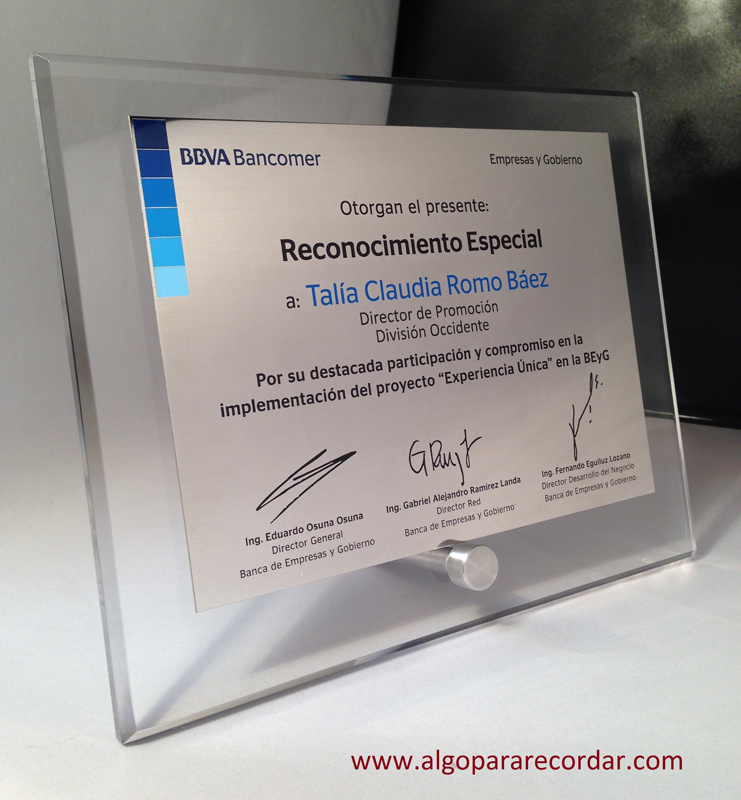 BBVA Bancomer
Empresas y Gobierno
Otorgan el presente:
Reconocimiento Especial
a: Talía Claudia Romo Báez
Director de Promoción
División Occidente
Por su destacada participación y compromiso en la
implementación del proyecto “Experiencia Única” en la BEyG
Ing. Eduardo Osuna Osuna
Director General
Banca de Empresas y Gobierno
Ing. Gabriel Alejandro Ramírez Landa
Director Red
Banca de Empresas y Gobierno
Ing. Fernando Eguiluz Lozano
Director Desarrollo del Negocio
Banca de Empresas y Gobierno
www.algopararecordar.com